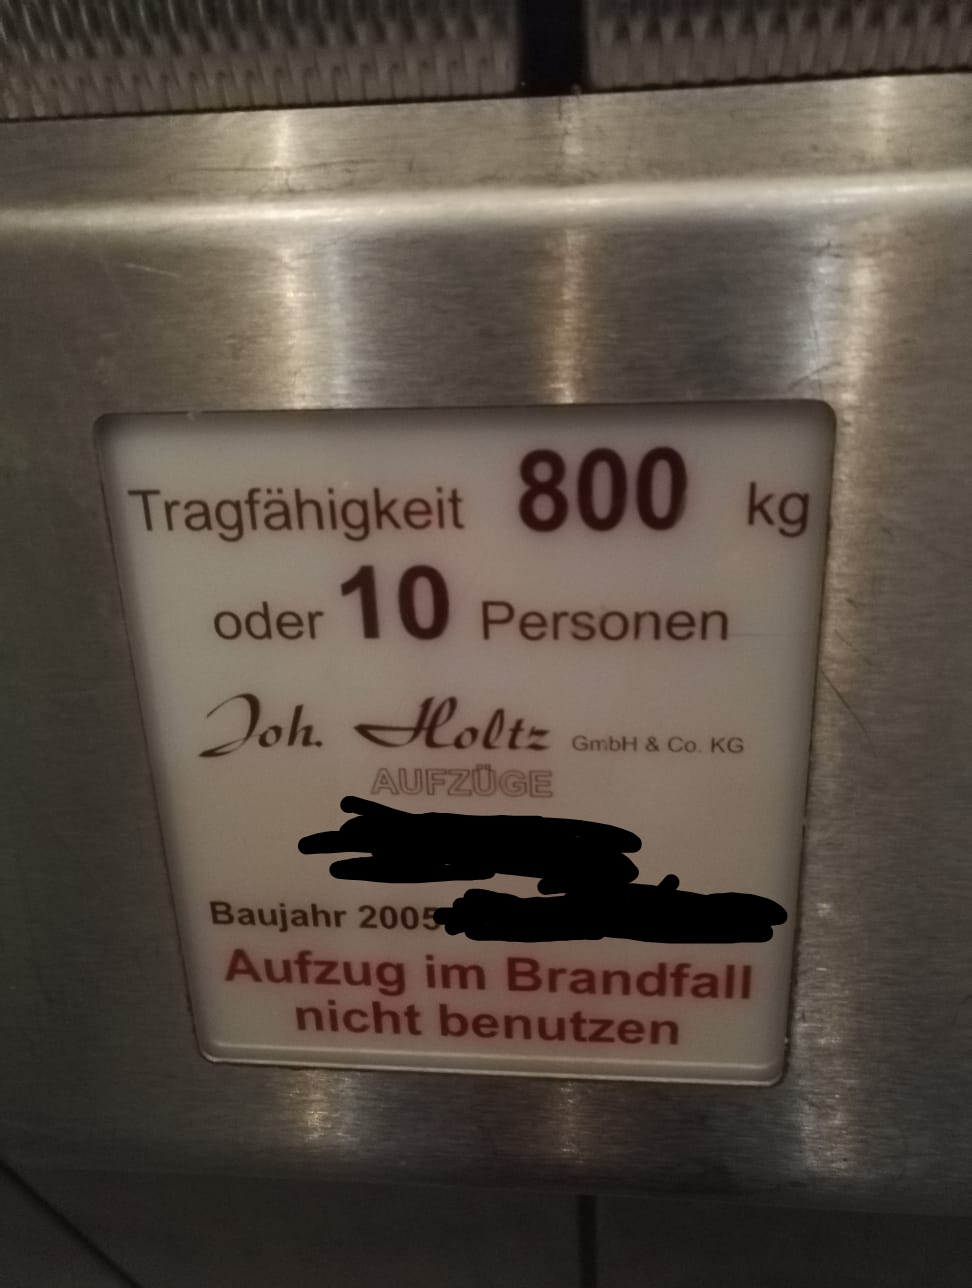 Tragfähigkeit 800 kg
oder 10 Personen
Joh. Holtz GmbH & Co. KG
AUFZÜGE
Baujahr 2005
Aufzug im Brandfall
nicht benutzen